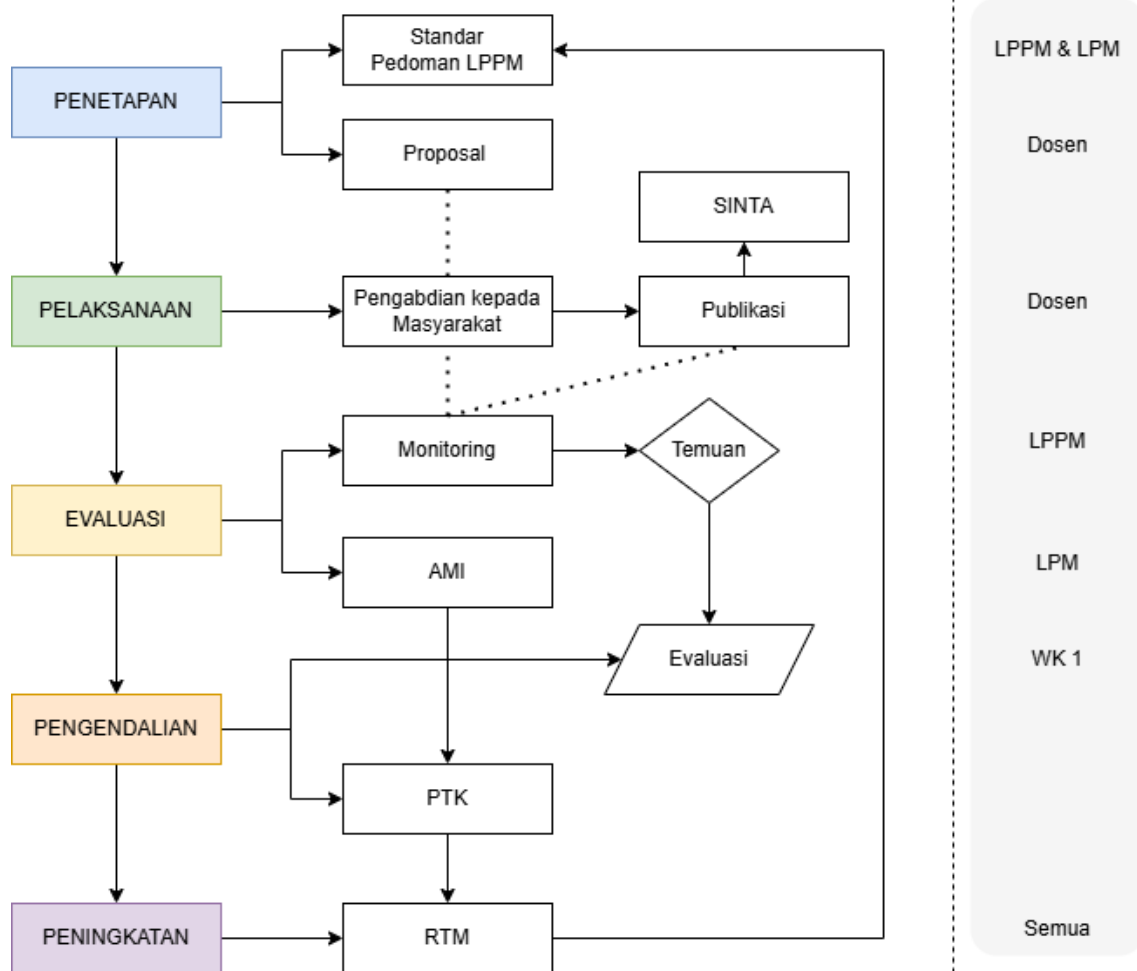 Standar
Pedoman LPPM
LPPM & LPM
PENETAPAN
Proposal
Dosen
SINTA
PELAKSANAAN
Pengabdian kepada
Masyarakat
Publikasi
Dosen
Monitoring
Temuan
LPPM
EVALUASI
AMI
LPM
Evaluasi
WK 1
PENGENDALIAN
PTK
PENINGKATAN
RTM
Semua